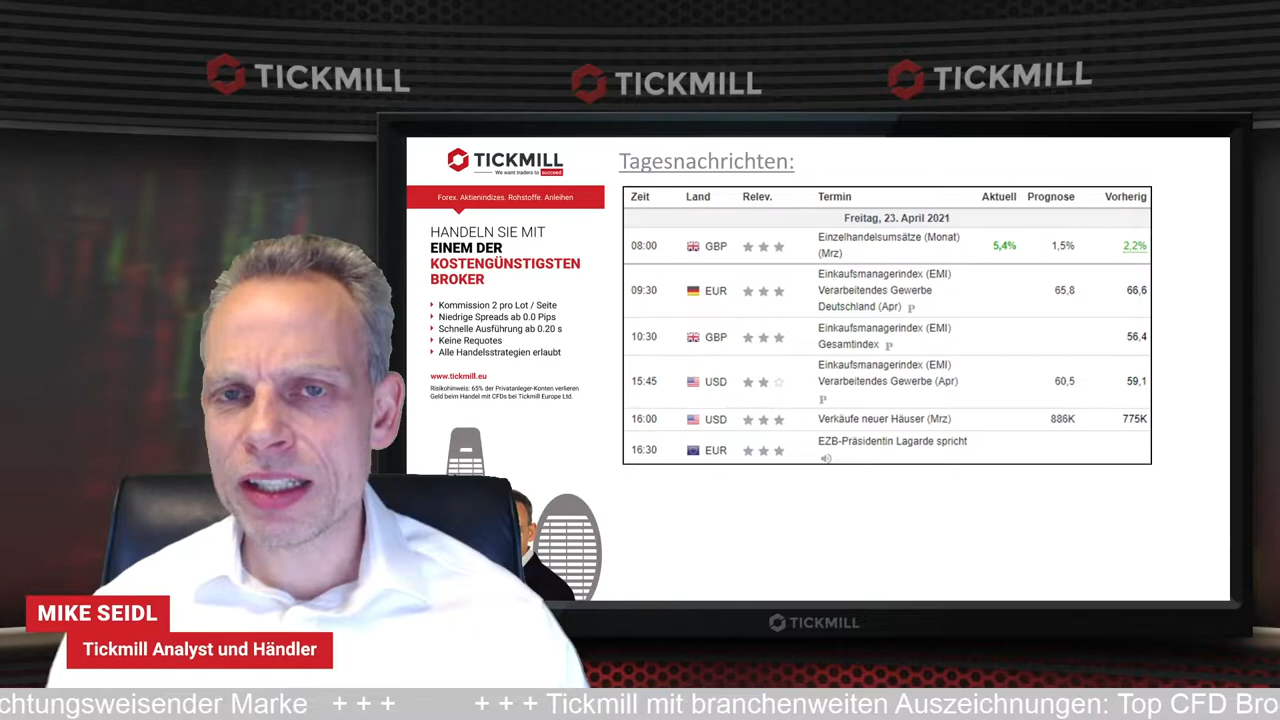 TICKMILL
TICKMILL
TICKMILL
TICKMILL
We want traders to succeed
Forex. Aktienindizes. Rohstoffe. Anleihen
HANDELN SIE MIT
EINEM DER
KOSTENGÜNSTIGSTEN
BROKER
Kommission 2 pro Lot / Seite
Niedrige Spreads ab 0.0 Pips
Schnelle Ausführung ab 0.20 s
Keine Requotes
Alle Handelsstrategien erlaubt
www.tickmill.eu
Risikohinweis: 65% der Privatanleger-Konten verlieren
Geld beim Handel mit CFDs bei Tickmill Europe Ltd.
Tagesnachrichten:
Zeit Land Relev. Termin Aktuell Prognose Vorherig
Freitag, 23. April 2021
08:00 GBP Einzelhandelsumsätze (Monat) (Mrz) 5,4% 1,5% 2,2%
09:30 EUR Einkaufsmanagerindex (EMI) Verarbeitendes Gewerbe Deutschland (Apr) P 65,8 66,6
10:30 GBP Einkaufsmanagerindex (EMI) Gesamtindex P 56,4
15:45 USD Einkaufsmanagerindex (EMI) Verarbeitendes Gewerbe (Apr) P 60,5 59,1
16:00 USD Verkäufe neuer Häuser (Mrz) 886K 775K
16:30 EUR EZB-Präsidentin Lagarde spricht
TICKMILL
MIKE SEIDL
Tickmill Analyst und Händler
chtungsweisender Marke + + + + + + Tickmill mit branchenweiten Auszeichnungen: Top CFD Bro